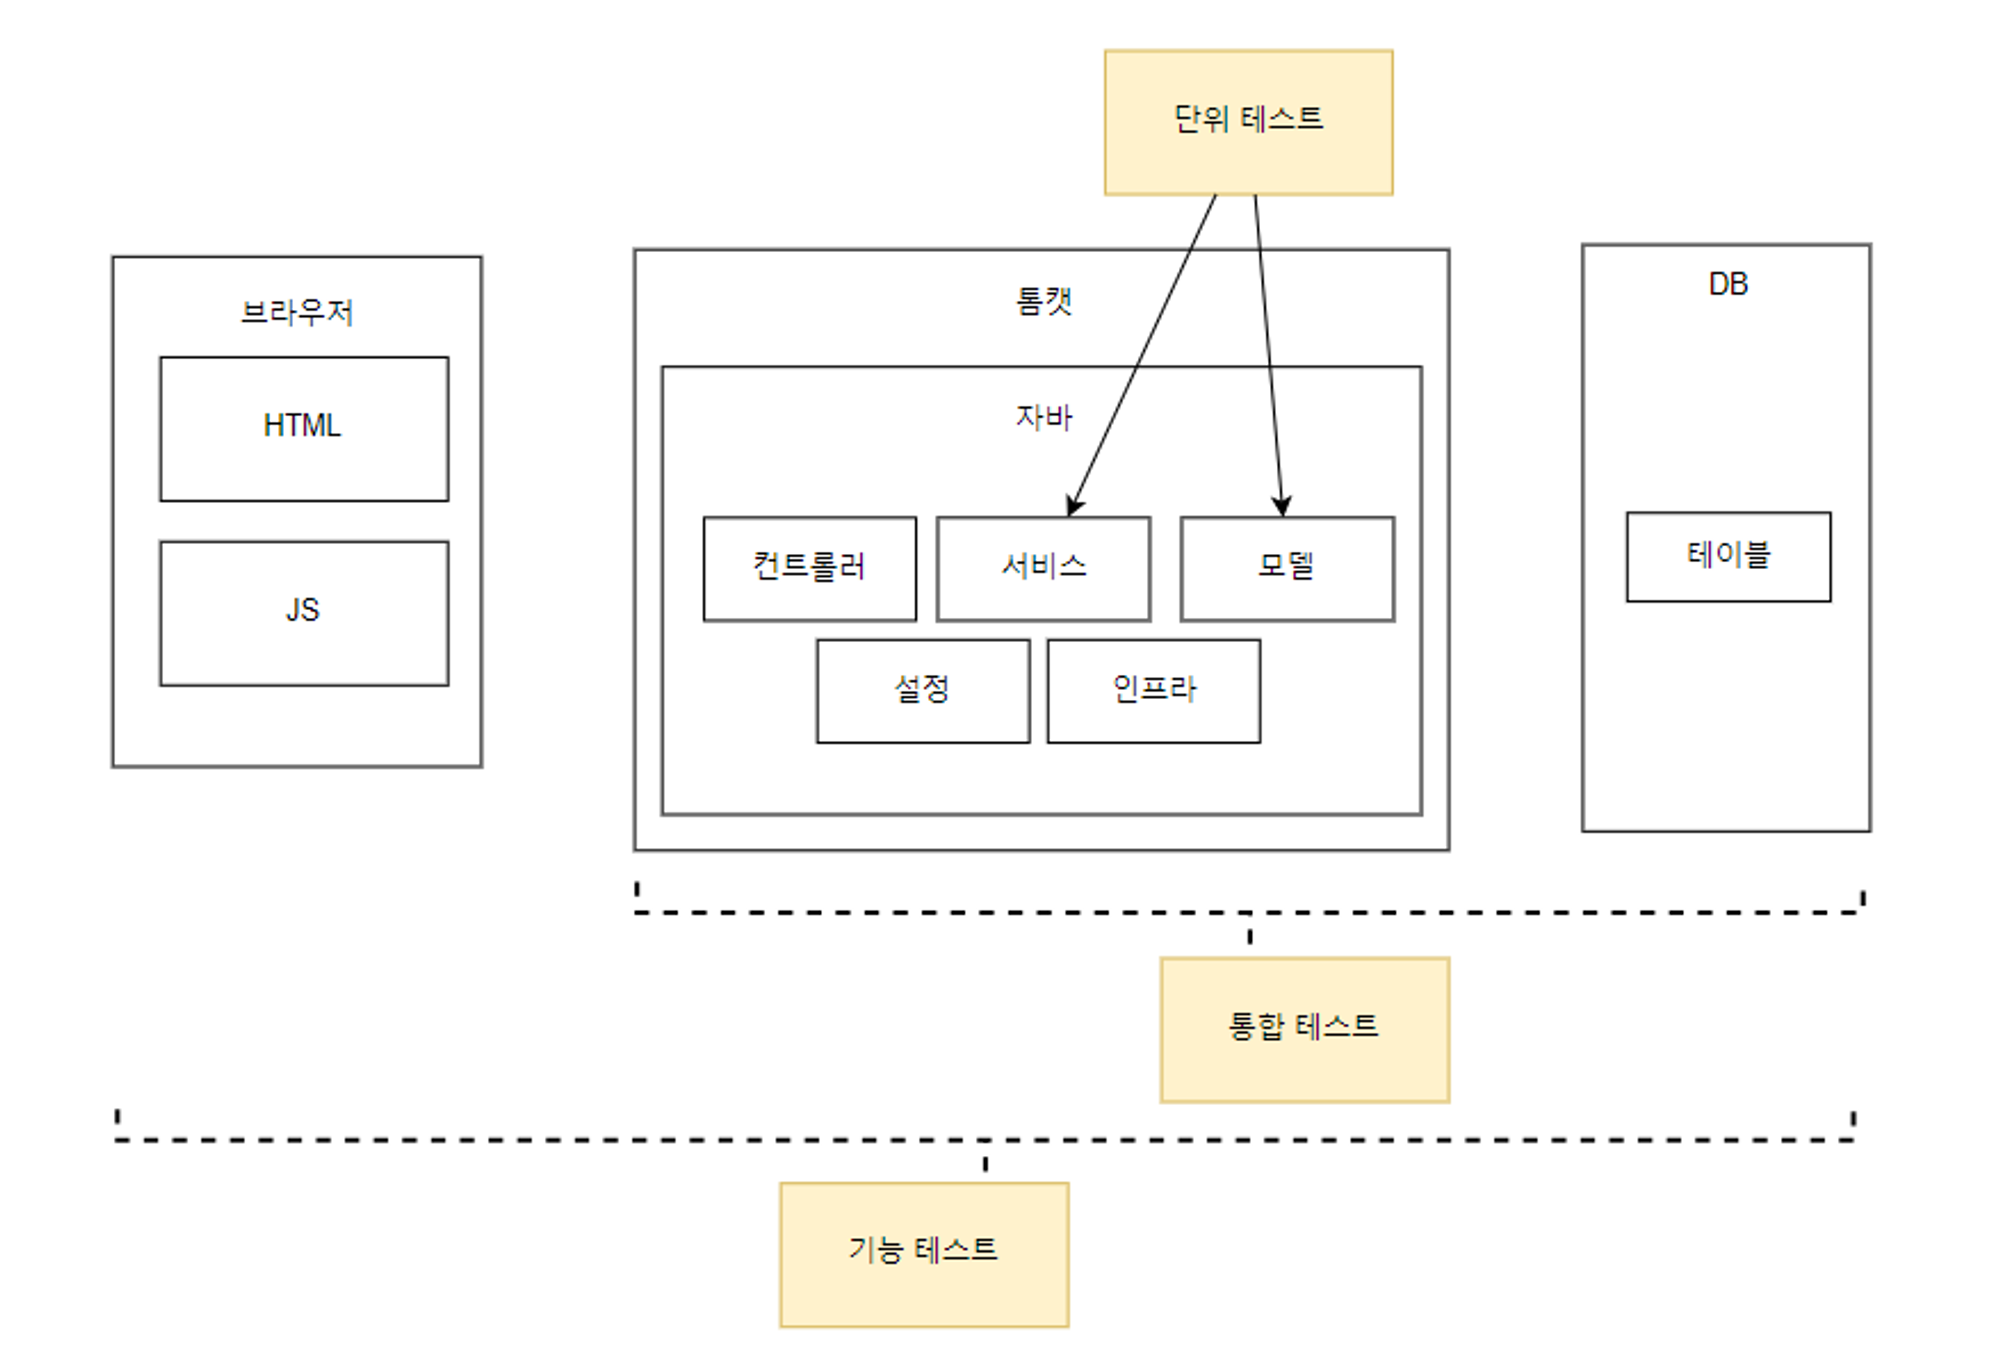 단위 테스트
브라우저
HTML
JS
톰캣
자바
컨트롤러
서비스
모델
설정
인프라
DB
테이블
통합 테스트
기능 테스트